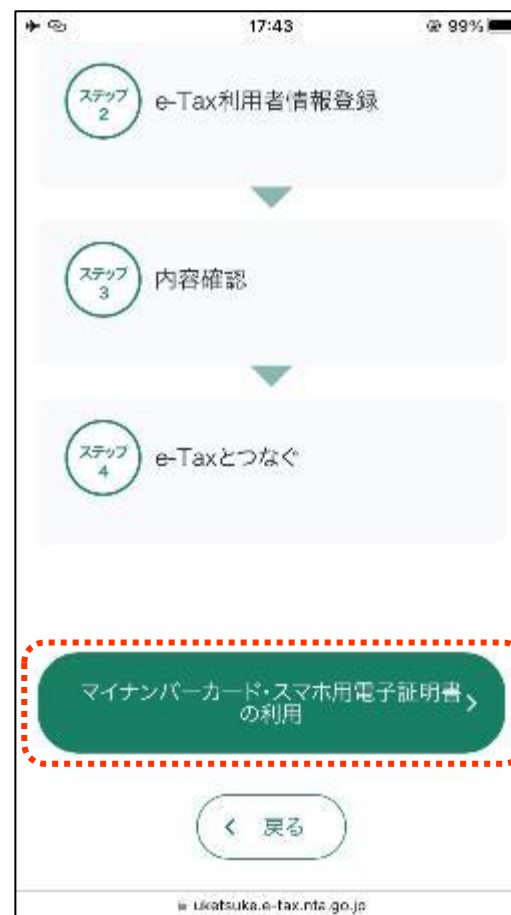 17:43
99%
ステップ
2
e-Tax利用者情報登録
ステップ
3
内容確認
ステップ
4
e-Taxとつなぐ
マイナンバーカード・スマホ用電子証明書
の利用
戻る
uketsuke.e-tax.nta.go.jp